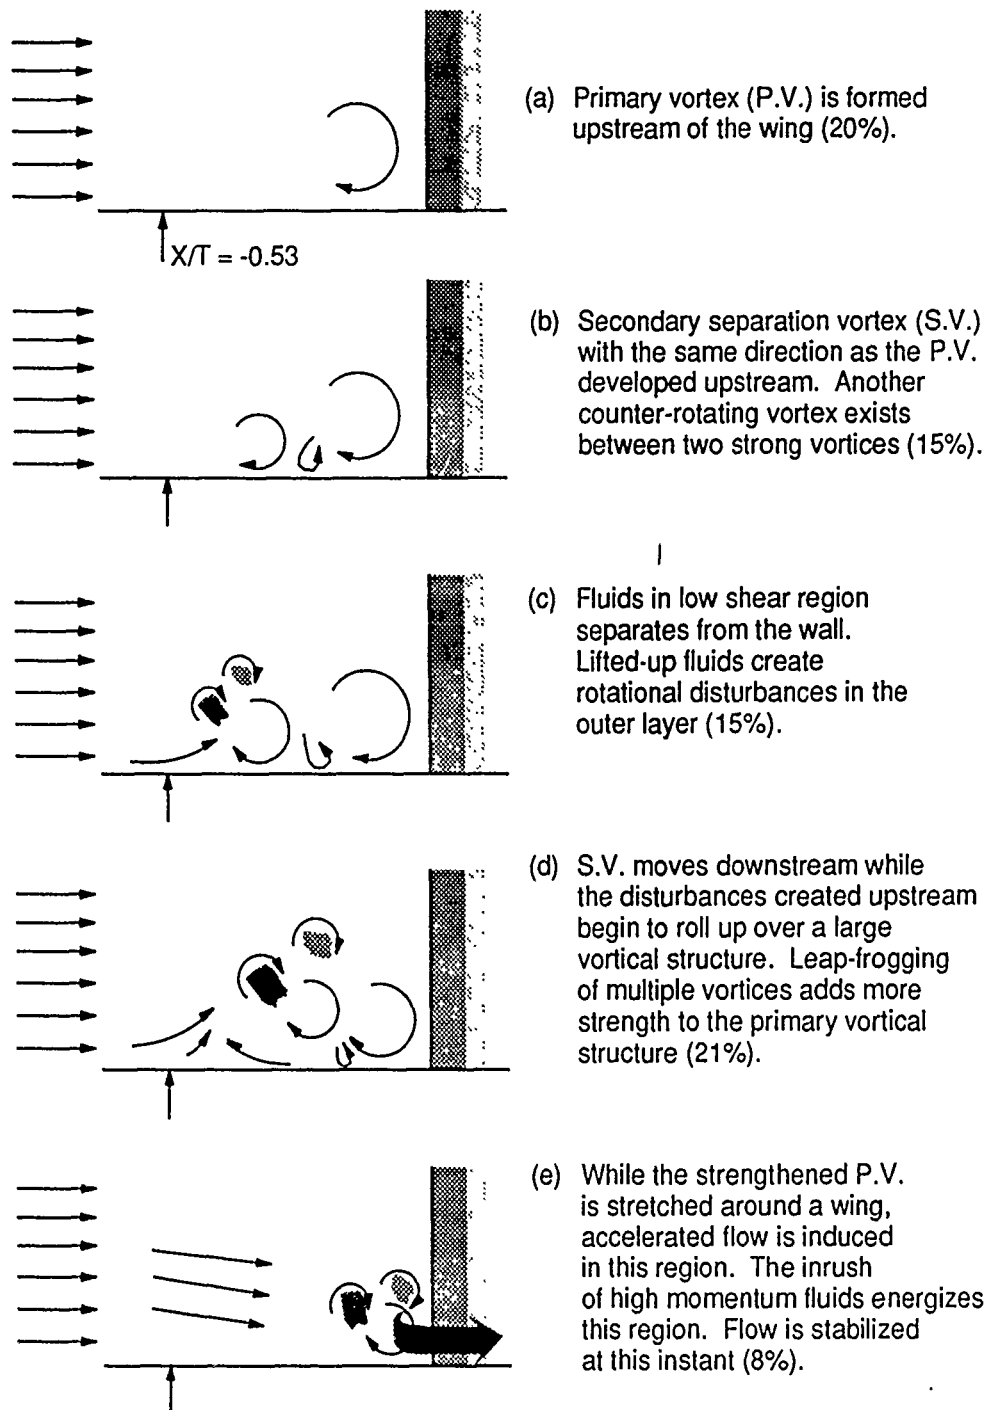 (a) Primary vortex (P.V.) is formed
upstream of the wing (20%).
X/T = -0.53
(b) Secondary separation vortex (S.V.)
with the same direction as the P.V.
developed upstream. Another
counter-rotating vortex exists
between two strong vortices (15%).
(c) Fluids in low shear region
separates from the wall.
Lifted-up fluids create
rotational disturbances in the
outer layer (15%).
(d) S.V. moves downstream while
the disturbances created upstream
begin to roll up over a large
vortical structure. Leap-frogging
of multiple vortices adds more
strength to the primary vortical
structure (21%).
(e) While the strengthened P.V.
is stretched around a wing,
accelerated flow is induced
in this region. The inrush
of high momentum fluids energizes
this region. Flow is stabilized
at this instant (8%).